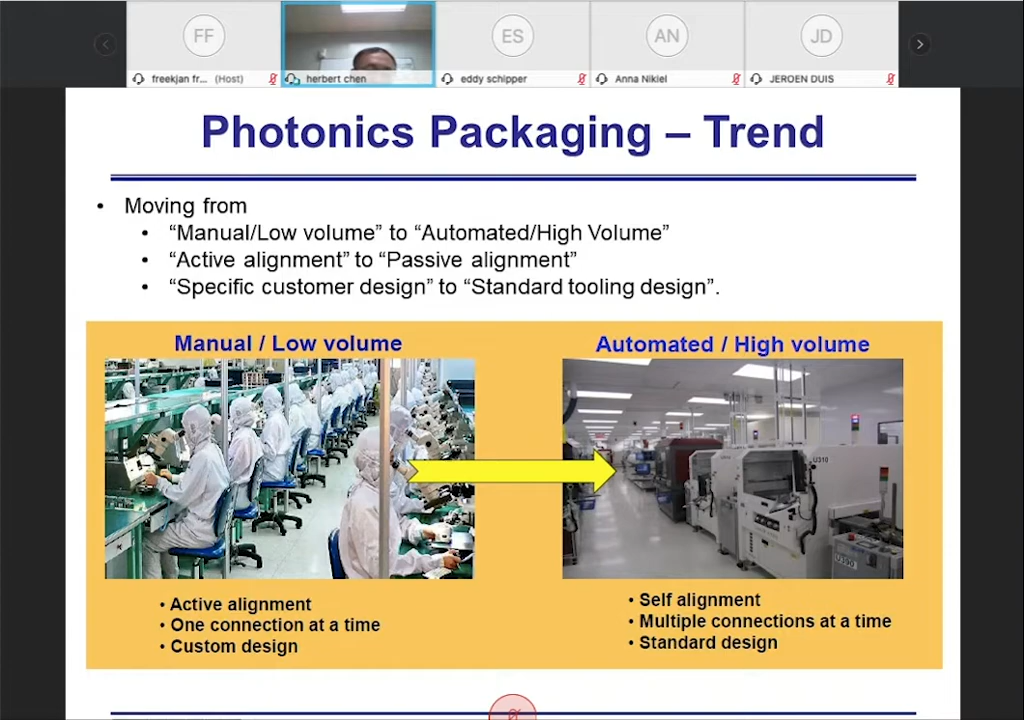 FF
ES
AN
JD
freekjan fr... (Host)
herbert chen
eddy schipper
Anna Nikiel
JEROEN DUIS
Photonics Packaging – Trend
• Moving from
• “Manual/Low volume” to “Automated/High Volume”
• “Active alignment” to “Passive alignment”
• “Specific customer design” to “Standard tooling design”.
Manual / Low volume
Automated / High volume
U310
U390
• Active alignment
• One connection at a time
• Custom design
• Self alignment
• Multiple connections at a time
• Standard design